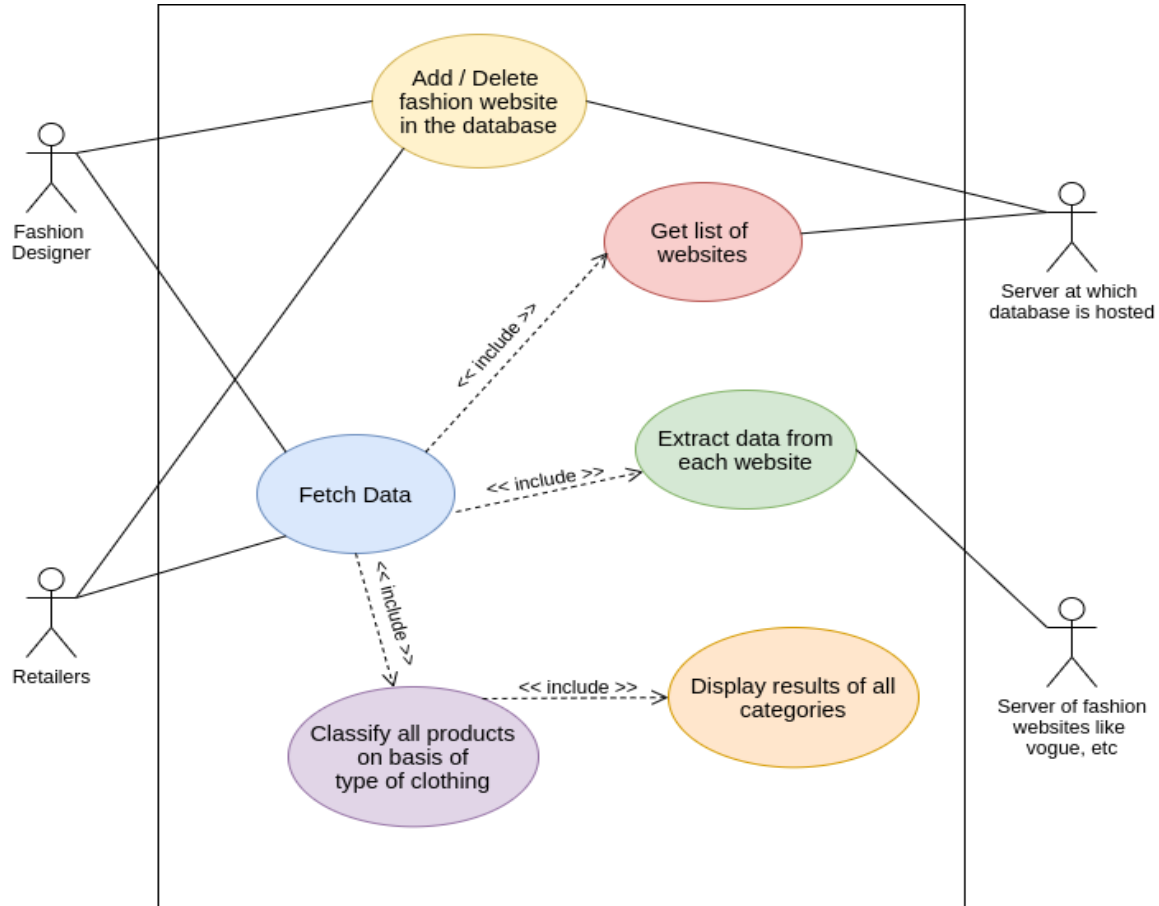 Add / Delete
fashion website
in the database
Fashion
Designer
Get list of
websites
Server at which
database is hosted
<< include >>
Extract data from
each website
<< include >>
Fetch Data
<< include >>
Retailers
Classify all products
on basis of
type of clothing
<< include >>
Display results of all
categories
Server of fashion
websites like
vogue, etc